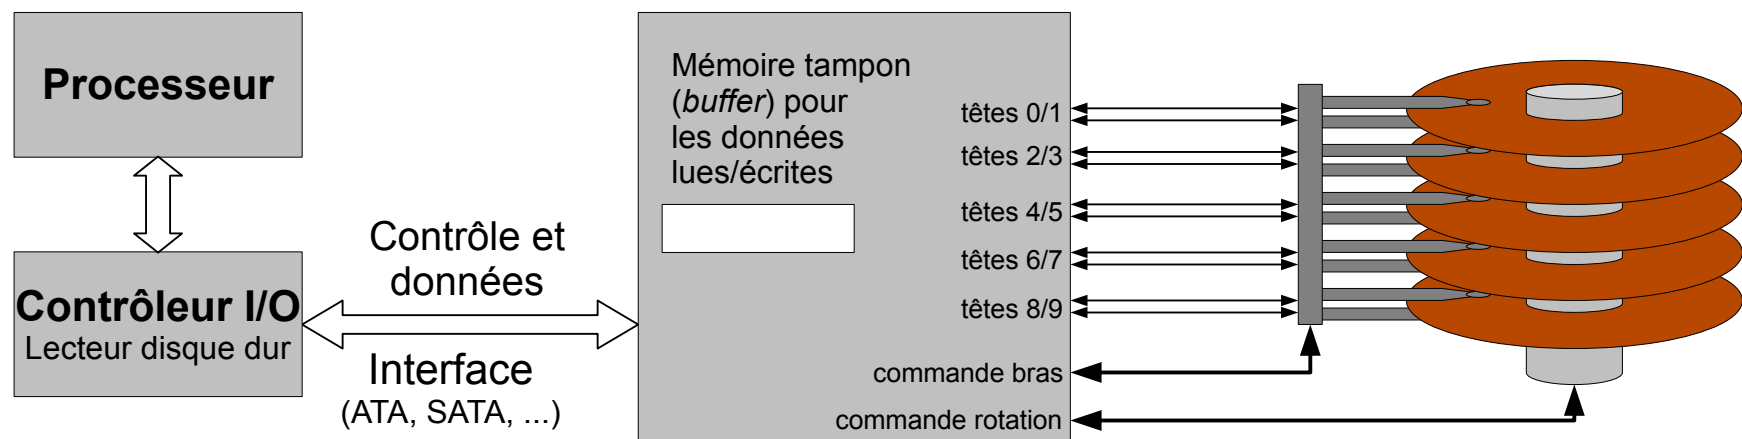 Processeur
Contrôleur I/O
Lecteur disque dur
Contrôle et
données
Interface
(ATA, SATA, ...)
Mémoire tampon
(buffer) pour
les données
lues/écrites
têtes 0/1
têtes 2/3
têtes 4/5
têtes 6/7
têtes 8/9
commande bras
commande rotation